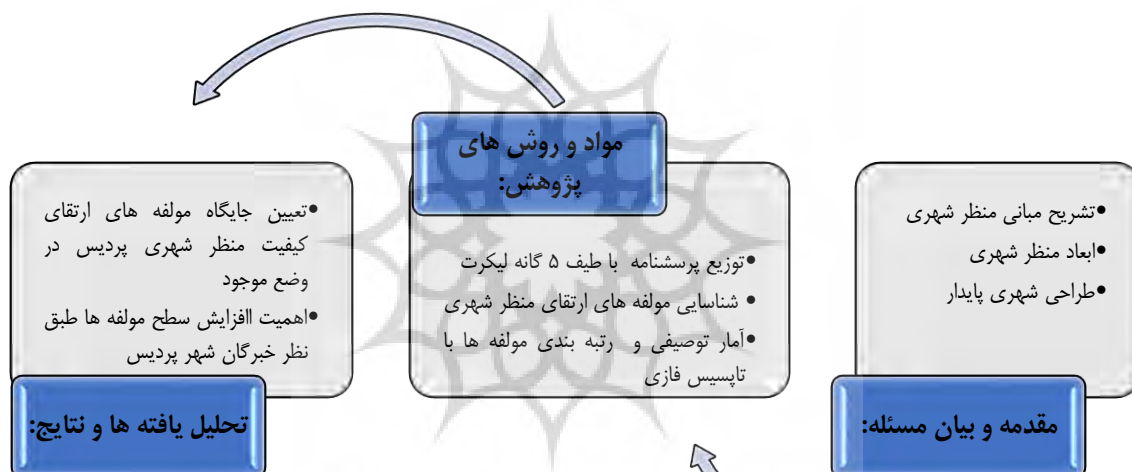 •تشریح مبانی منظر شهری
•ابعاد منظر شهری
•طراحی شهری پایدار
مقدمه و بیان مسئله:
مواد و روش های
پژوهش:
•توزیع پرسشنامه با طیف ۵ گانه لیکرت
• شناسایی مولفه های ارتقای منظر شهری
•آمار توصیفی و رتبه بندی مولفه ها با
تاپسیس فازی
•تعیین جایگاه مولفه های ارتقای
کیفیت منظر شهری پردیس در
وضع موجود
•اهمیت اافزایش سطح مولفه ها طبق
نظر خبرگان شهر پردیس
تحلیل یافته ها و نتایج: